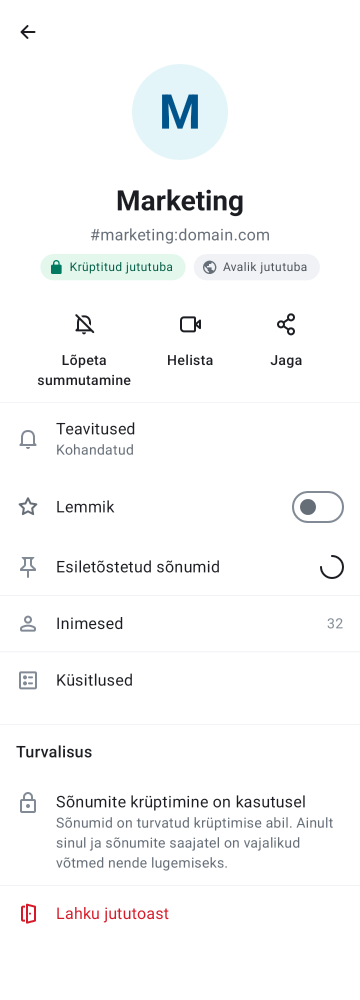 M
Marketing
#marketing:domain.com
Krüptitud jututuba
Avalik jututuba
Lõpeta
summutamine
Helista
Jaga
Teavitused
Kohandatud
Lemmik
Esiletõstetud sõnumid
Inimesed
32
Küsitlused
Turvalisus
Sõnumite krüptimine on kasutusel
Sõnumid on turvatud krüptimise abil. Ainult
sinul ja sõnumite saajatel on vajalikud
võtmed nende lugemiseks.
Lahku jututoast